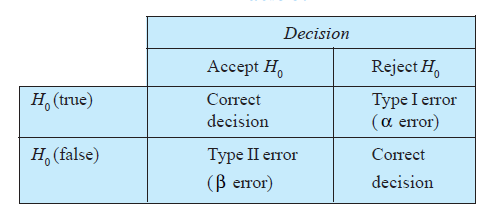 Decision
Accept H₀ Reject H₀
H₀ (true) Correct decision Type I error (α error)
H₀ (false) Type II error (β error) Correct decision